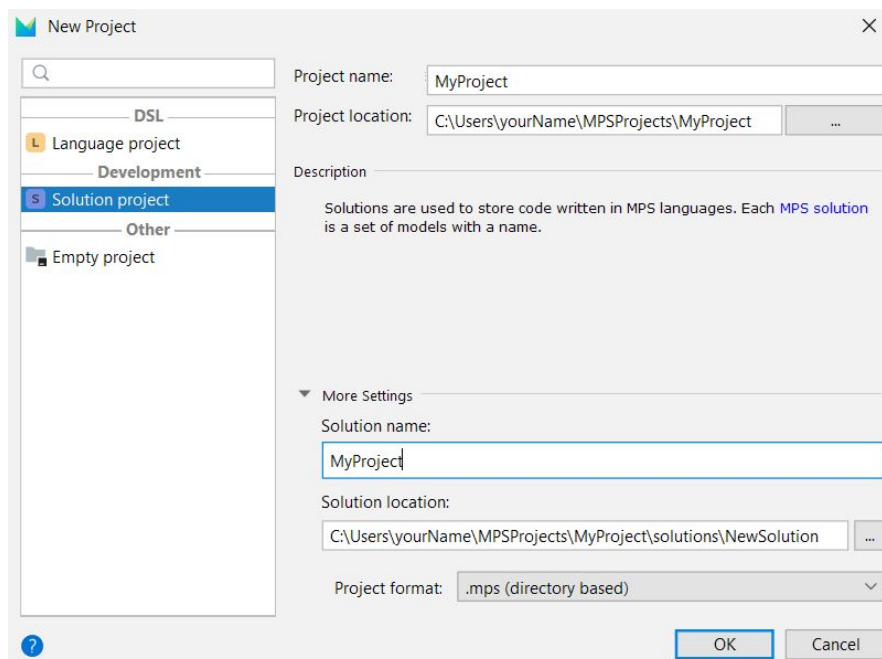 New Project
DSL
L Language project
Development
S Solution project
Other
Empty project
Project name: MyProject
Project location: C:\Users\yourName\MPSProjects\MyProject ...
Description
Solutions are used to store code written in MPS languages. Each MPS solution
is a set of models with a name.
More Settings
Solution name:
MyProject
Solution location:
C:\Users\yourName\MPSProjects\MyProject\solutions\NewSolution ...
Project format: .mps (directory based)
? OK Cancel